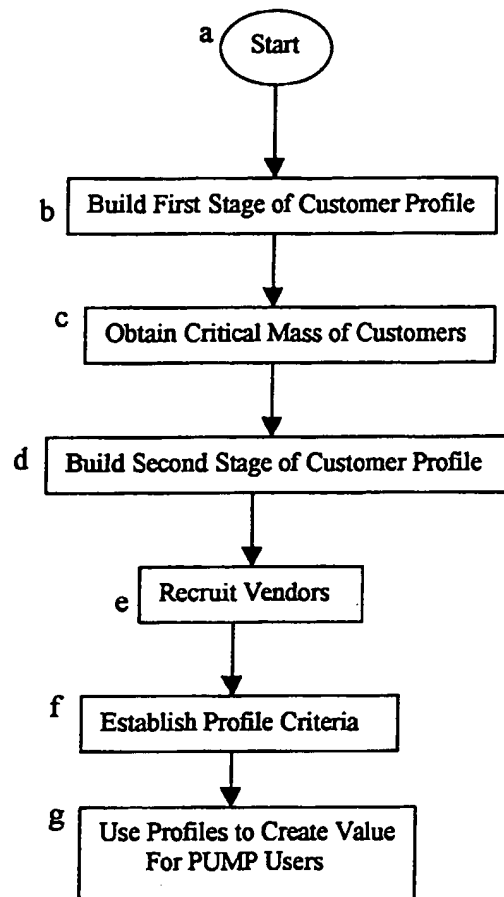 a Start
b Build First Stage of Customer Profile
c Obtain Critical Mass of Customers
d Build Second Stage of Customer Profile
e Recruit Vendors
f Establish Profile Criteria
g Use Profiles to Create Value
For PUMP Users